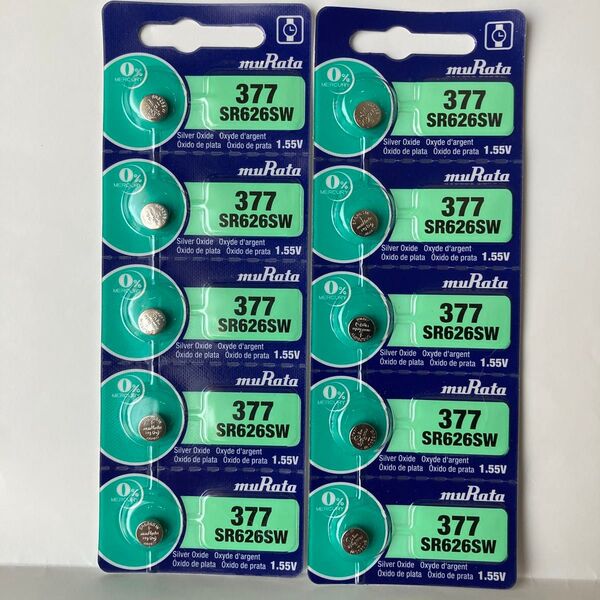 muRata
0%
MERCURY
377
SR626SW
Silver Oxide Oxyde d'argent
Óxido de plata Óxido de prata 1.55V
muRata
0%
MERCURY
377
SR626SW
Silver Oxide Oxyde d'argent
Óxido de plata Óxido de prata 1.55V
muRata
0%
MERCURY
377
SR626SW
Silver Oxide Oxyde d'argent
Óxido de plata Óxido de prata 1.55V
muRata
0%
MERCURY
377
SR626SW
Silver Oxide Oxyde d'argent
Óxido de plata Óxido de prata 1.55V
muRata
0%
MERCURY
377
SR626SW
Silver Oxide Oxyde d'argent
Óxido de plata Óxido de prata 1.55V
muRata
0%
MERCURY
377
SR626SW
Silver Oxide Oxyde d'argent
Óxido de plata Óxido de prata 1.55V
muRata
0%
MERCURY
377
SR626SW
Silver Oxide Oxyde d'argent
Óxido de plata Óxido de prata 1.55V
muRata
0%
MERCURY
377
SR626SW
Silver Oxide Oxyde d'argent
Óxido de plata Óxido de prata 1.55V
muRata
0%
MERCURY
377
SR626SW
Silver Oxide Oxyde d'argent
Óxido de plata Óxido de prata 1.55V
muRata
0%
MERCURY
377
SR626SW
Silver Oxide Oxyde d'argent
Óxido de plata Óxido de prata 1.55V